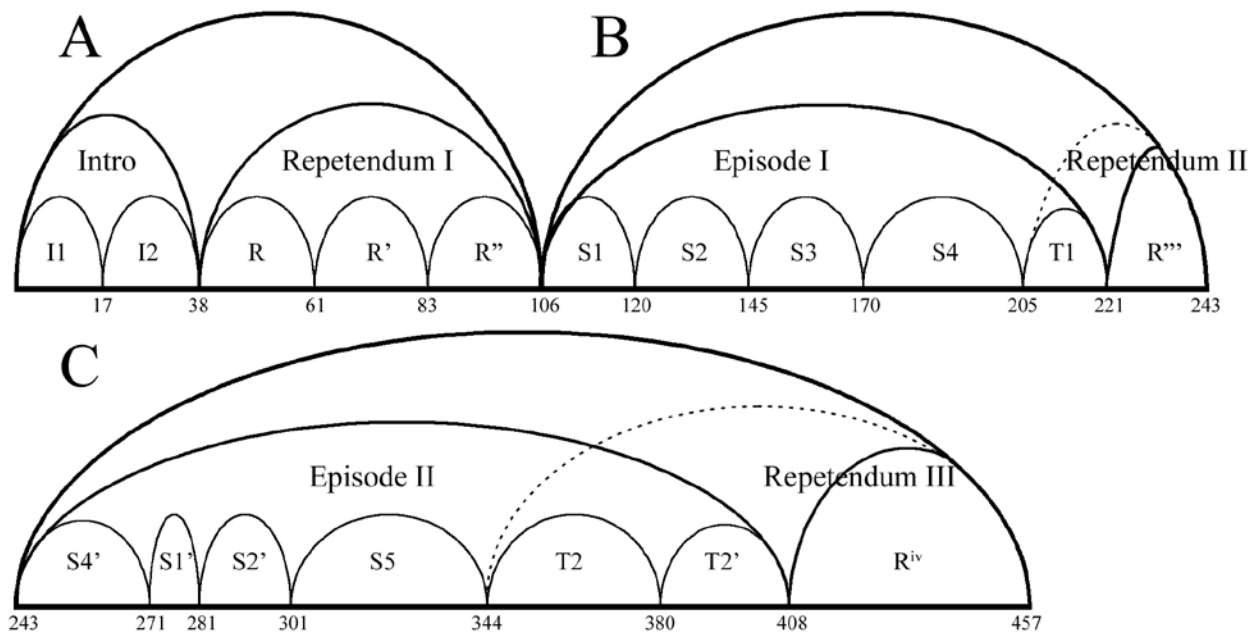 A B
Intro Repetendum I Episode I Repetendum II
I1 I2 R R’ R’’ S1 S2 S3 S4 T1 R’’’
17 38 61 83 106 120 145 170 205 221 243
C
Episode II Repetendum III
S4’ S1’ S2’ S5 T2 T2’ Rⁱᵛ
243 271 281 301 344 380 408 457